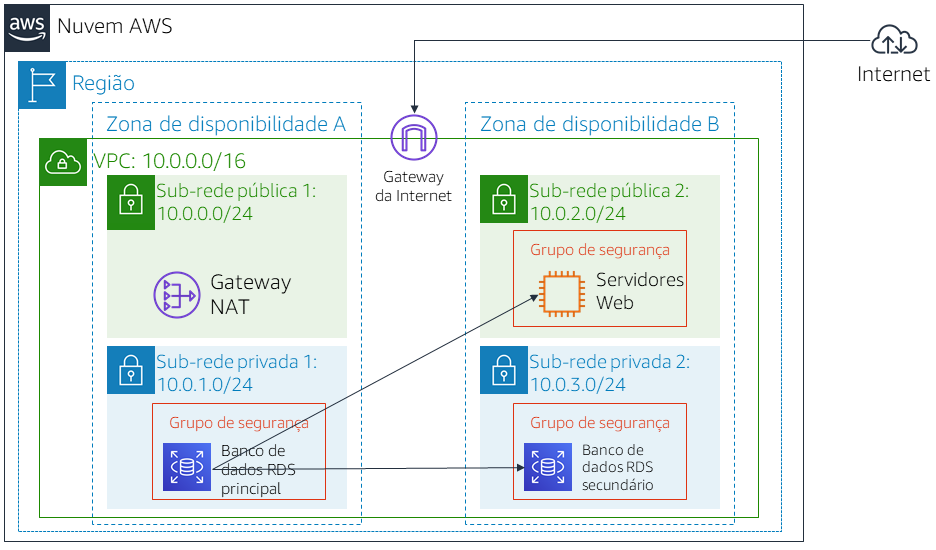 aws
Nuvem AWS
Internet
Região
Zona de disponibilidade A
Zona de disponibilidade B
Gateway
da Internet
VPC: 10.0.0.0/16
Sub-rede pública 1:
10.0.0.0/24
Gateway
NAT
Sub-rede pública 2:
10.0.2.0/24
Grupo de segurança
Servidores
Web
Sub-rede privada 1:
10.0.1.0/24
Grupo de segurança
Banco de
dados RDS
principal
Sub-rede privada 2:
10.0.3.0/24
Grupo de segurança
Banco de
dados RDS
secundário